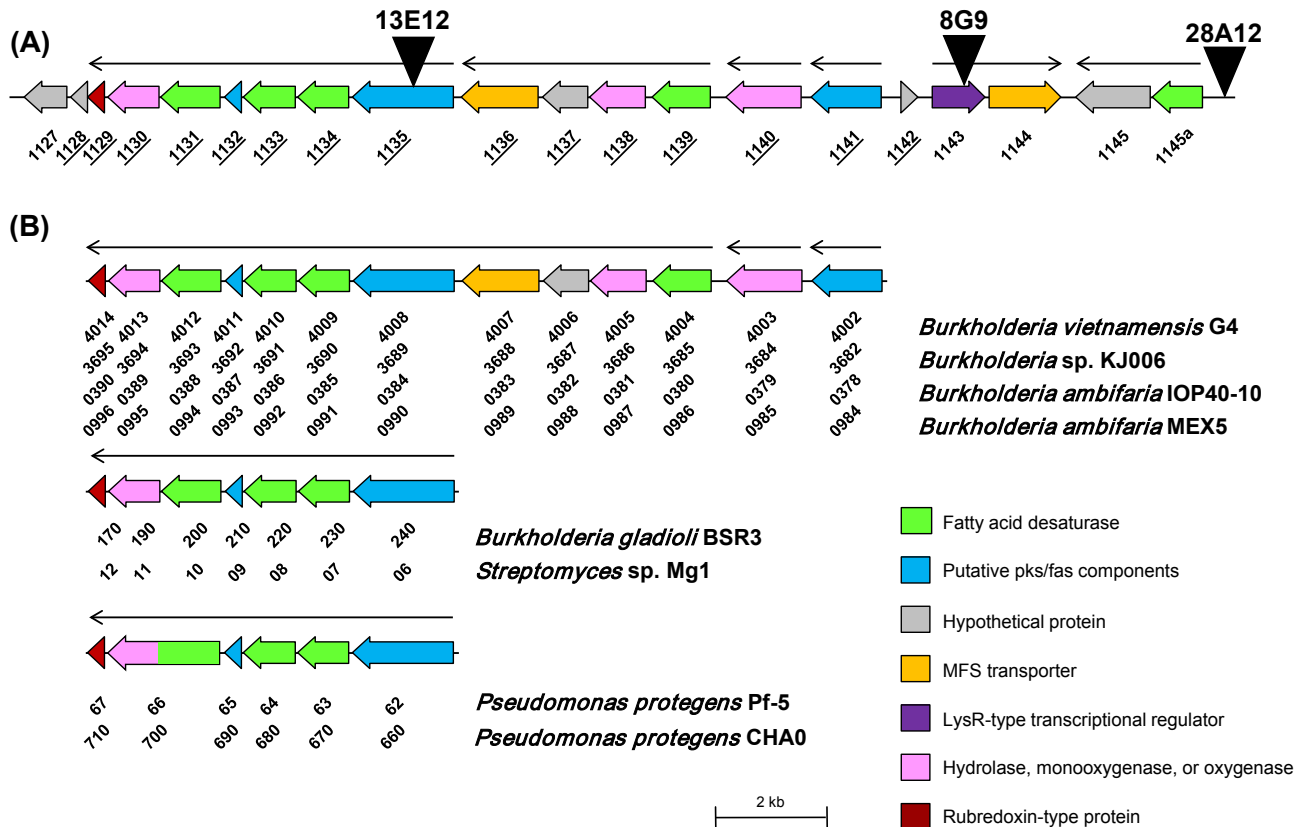 (A)
13E12 8G9 28A12
1127 1128 1129 1130 1131 1132 1133 1134 1135 1136 1137 1138 1139 1140 1141 1142 1143 1144 1145 1145a
(B)
4014 4013 4012 4011 4010 4009 4008 4007 4006 4005 4004 4003 4002 Burkholderia vietnamensis G4
3695 3694 3693 3692 3691 3690 3689 3688 3687 3686 3685 3684 3682 Burkholderia sp. KJ006
0390 0389 0388 0387 0386 0385 0384 0383 0382 0381 0380 0379 0378 Burkholderia ambifaria IOP40-10
0996 0995 0994 0993 0992 0991 0990 0989 0988 0987 0986 0985 0984 Burkholderia ambifaria MEX5
170 190 200 210 220 230 240 Burkholderia gladioli BSR3
12 11 10 09 08 07 06 Streptomyces sp. Mg1
67 66 65 64 63 62 Pseudomonas protegens Pf-5
710 700 690 680 670 660 Pseudomonas protegens CHA0
2 kb
Fatty acid desaturase
Putative pks/fas components
Hypothetical protein
MFS transporter
LysR-type transcriptional regulator
Hydrolase, monooxygenase, or oxygenase
Rubredoxin-type protein